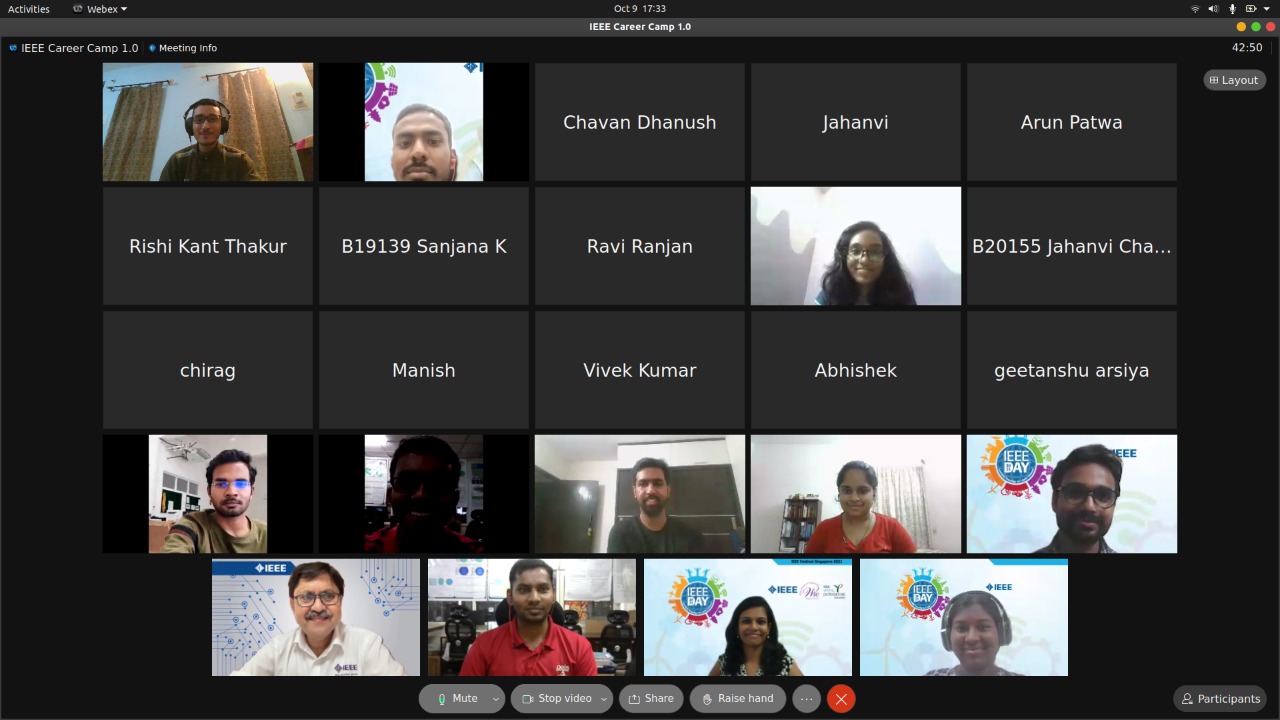 Activities
Webex
Oct 9 17:33
IEEE Career Camp 1.0
IEEE Career Camp 1.0
Meeting Info
42:50
Layout
Chavan Dhanush
Jahanvi
Arun Patwa
Rishi Kant Thakur
B19139 Sanjana K
Ravi Ranjan
B20155 Jahanvi Cha...
chirag
Manish
Vivek Kumar
Abhishek
geetanshu arsiya
IEEE
DAY
IEEE
IEEE
IEEE
IEEE
DAY
IEEE
IEEE
DAY
IEEE
Mute
Stop video
Share
Raise hand
Participants